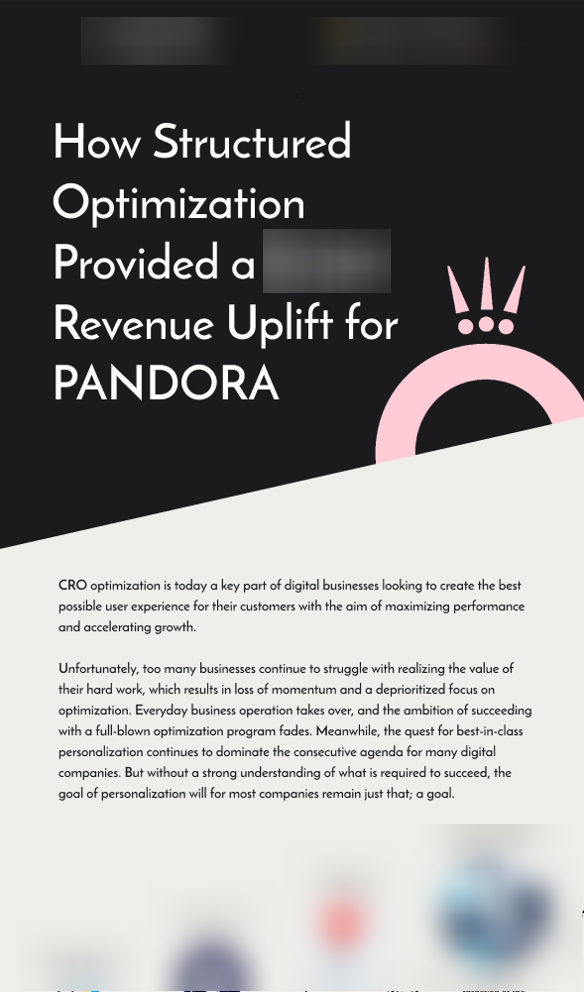 How Structured
Optimization
Provided a
Revenue Uplift for
PANDORA
CRO optimization is today a key part of digital businesses looking to create the best
possible user experience for their customers with the aim of maximizing performance
and accelerating growth.
Unfortunately, too many businesses continue to struggle with realizing the value of
their hard work, which results in loss of momentum and a deprioritized focus on
optimization. Everyday business operation takes over, and the ambition of succeeding
with a full-blown optimization program fades. Meanwhile, the quest for best-in-class
personalization continues to dominate the consecutive agenda for many digital
companies. But without a strong understanding of what is required to succeed, the
goal of personalization will for most companies remain just that; a goal.